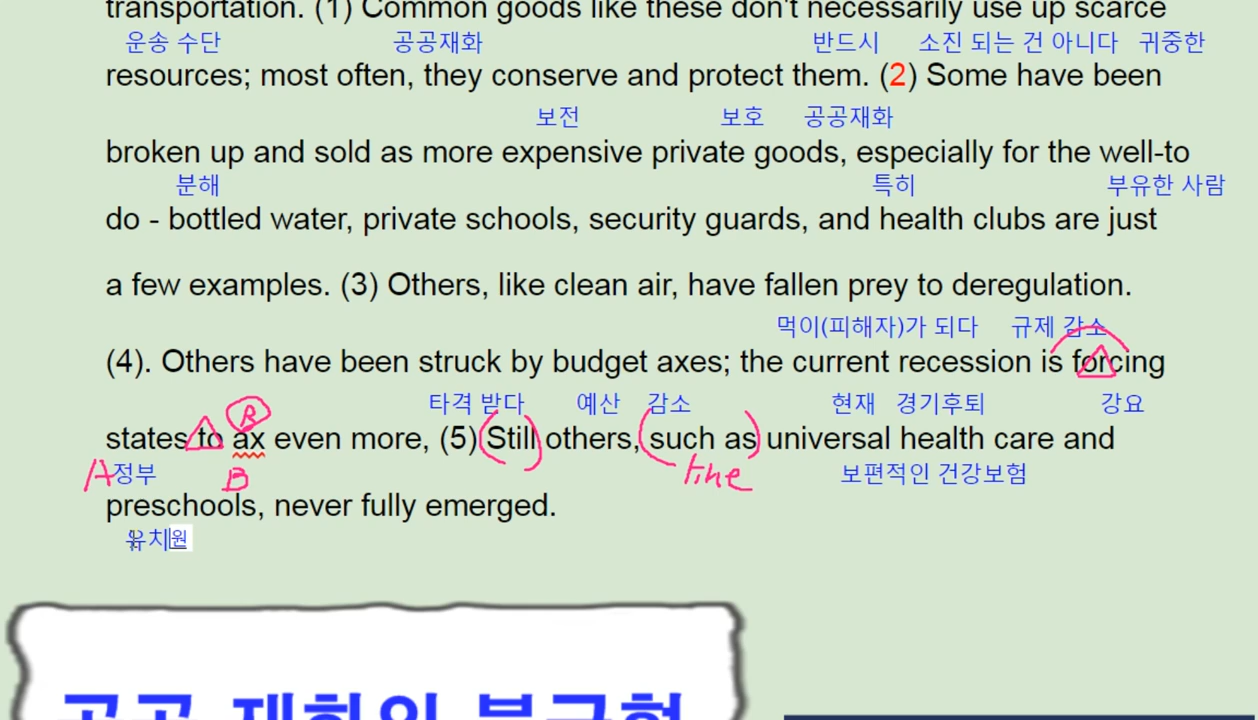 transportation. (1) Common goods like these don't necessarily use up scarce
운송 수단 공공재화 반드시 소진 되는 건 아니다 귀중한
resources; most often, they conserve and protect them. (2) Some have been
보전 보호 공공재화
broken up and sold as more expensive private goods, especially for the well-to
분해 특히 부유한 사람
do - bottled water, private schools, security guards, and health clubs are just
a few examples. (3) Others, like clean air, have fallen prey to deregulation.
먹이(피해자)가 되다 규제 감소
(4). Others have been struck by budget axes; the current recession is forcing
타격 받다 예산 감소 현재 경기후퇴 강요
R
states to ax even more, (5) Still others, such as universal health care and
A 정부 B like 보편적인 건강보험
preschools, never fully emerged.
유치원
공공 재화의 불균형